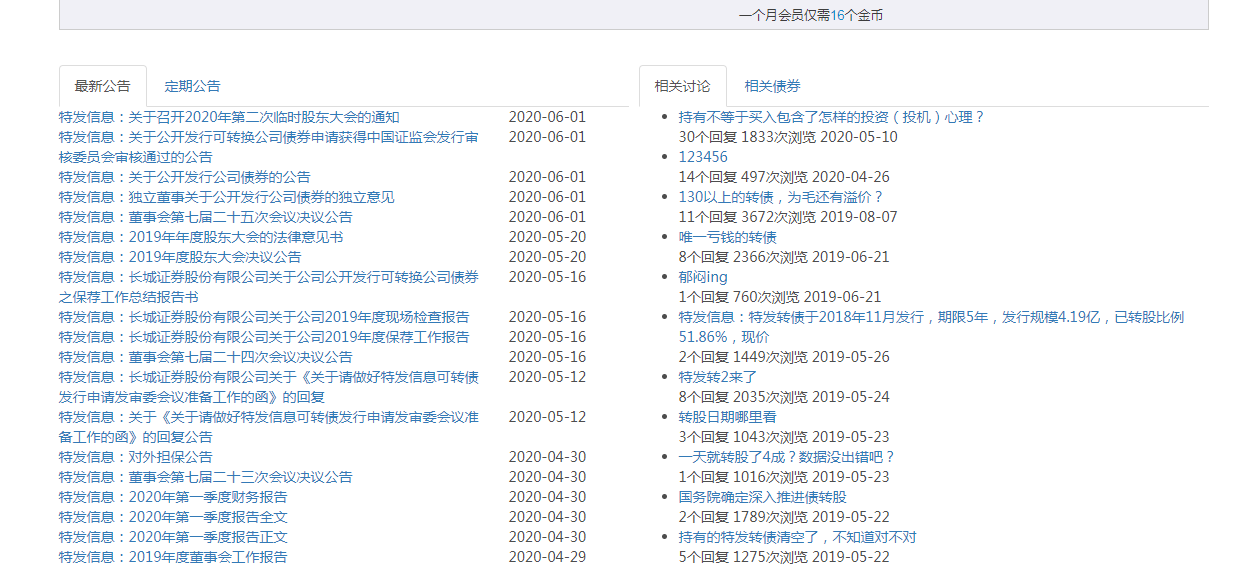 一个月会员仅需16个金币
最新公告 定期公告
特发信息：关于召开2020年第二次临时股东大会的通知 2020-06-01
特发信息：关于公开发行可转换公司债券申请获得中国证监会发行审 2020-06-01
核委员会审核通过的公告
特发信息：关于公开发行公司债券的公告 2020-06-01
特发信息：独立董事关于公开发行公司债券的独立意见 2020-06-01
特发信息：董事会第七届二十五次会议决议公告 2020-06-01
特发信息：2019年年度股东大会的法律意见书 2020-05-20
特发信息：2019年度股东大会决议公告 2020-05-20
特发信息：长城证券股份有限公司关于公司公开发行可转换公司债券 2020-05-16
之保荐工作总结报告书
特发信息：长城证券股份有限公司关于公司2019年度现场检查报告 2020-05-16
特发信息：长城证券股份有限公司关于公司2019年度保荐工作报告 2020-05-16
特发信息：董事会第七届二十四次会议决议公告 2020-05-16
特发信息：长城证券股份有限公司关于《关于请做好特发信息可转债 2020-05-12
发行申请发审委会议准备工作的函》的回复
特发信息：关于《关于请做好特发信息可转债发行申请发审委会议准 2020-05-12
备工作的函》的回复公告
特发信息：对外担保公告 2020-04-30
特发信息：董事会第七届二十三次会议决议公告 2020-04-30
特发信息：2020年第一季度财务报告 2020-04-30
特发信息：2020年第一季度报告全文 2020-04-30
特发信息：2020年第一季度报告正文 2020-04-30
特发信息：2019年度董事会工作报告 2020-04-29
相关讨论 相关债券
持有不等于买入包含了怎样的投资（投机）心理？
30个回复 1833次浏览 2020-05-10
123456
14个回复 497次浏览 2020-04-26
130以上的转债，为毛还有溢价？
11个回复 3672次浏览 2019-08-07
唯一亏钱的转债
8个回复 2366次浏览 2019-06-21
郁闷ing
1个回复 760次浏览 2019-06-21
特发信息：特发转债于2018年11月发行，期限5年，发行规模4.19亿，已转股比例
51.86%，现价
2个回复 1449次浏览 2019-05-26
特发转2来了
8个回复 2035次浏览 2019-05-24
转股日期哪里看
3个回复 1043次浏览 2019-05-23
一天就转股了4成？数据没出错吧？
1个回复 1016次浏览 2019-05-23
国务院确定深入推进债转股
2个回复 1789次浏览 2019-05-22
持有的特发转债清空了，不知道对不对
5个回复 1275次浏览 2019-05-22